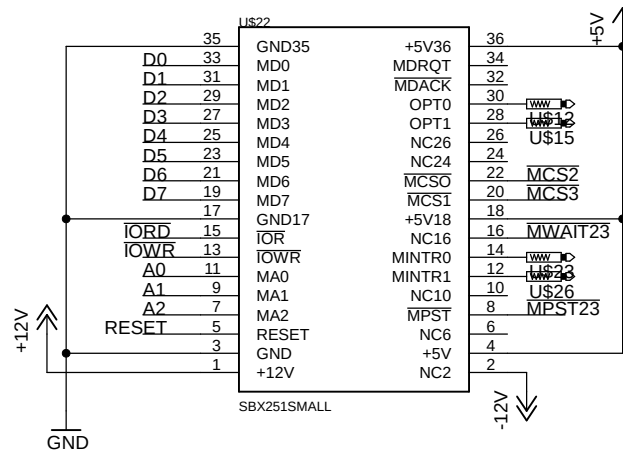 U$22
+5V
35 GND35 +5V36 36
D0 33 MD0 MDRQT 34
D1 31 MD1 MDACK 32
D2 29 MD2 OPT0 30 U$12
D3 27 MD3 OPT1 28 U$15
D4 25 MD4 NC26 26
D5 23 MD5 NC24 24
D6 21 MD6 MCSO 22 MCS2
D7 19 MD7 MCS1 20 MCS3
17 GND17 +5V18 18
IORD 15 IOR NC16 16 MWAIT23
IOWR 13 IOWR MINTR0 14 U$23
A0 11 MA0 MINTR1 12 U$26
A1 9 MA1 NC10 10
A2 7 MA2 MPST 8 MPST23
RESET 5 RESET NC6 6
3 GND +5V 4
+12V 1 +12V NC2 2 -12V
SBX251SMALL
GND